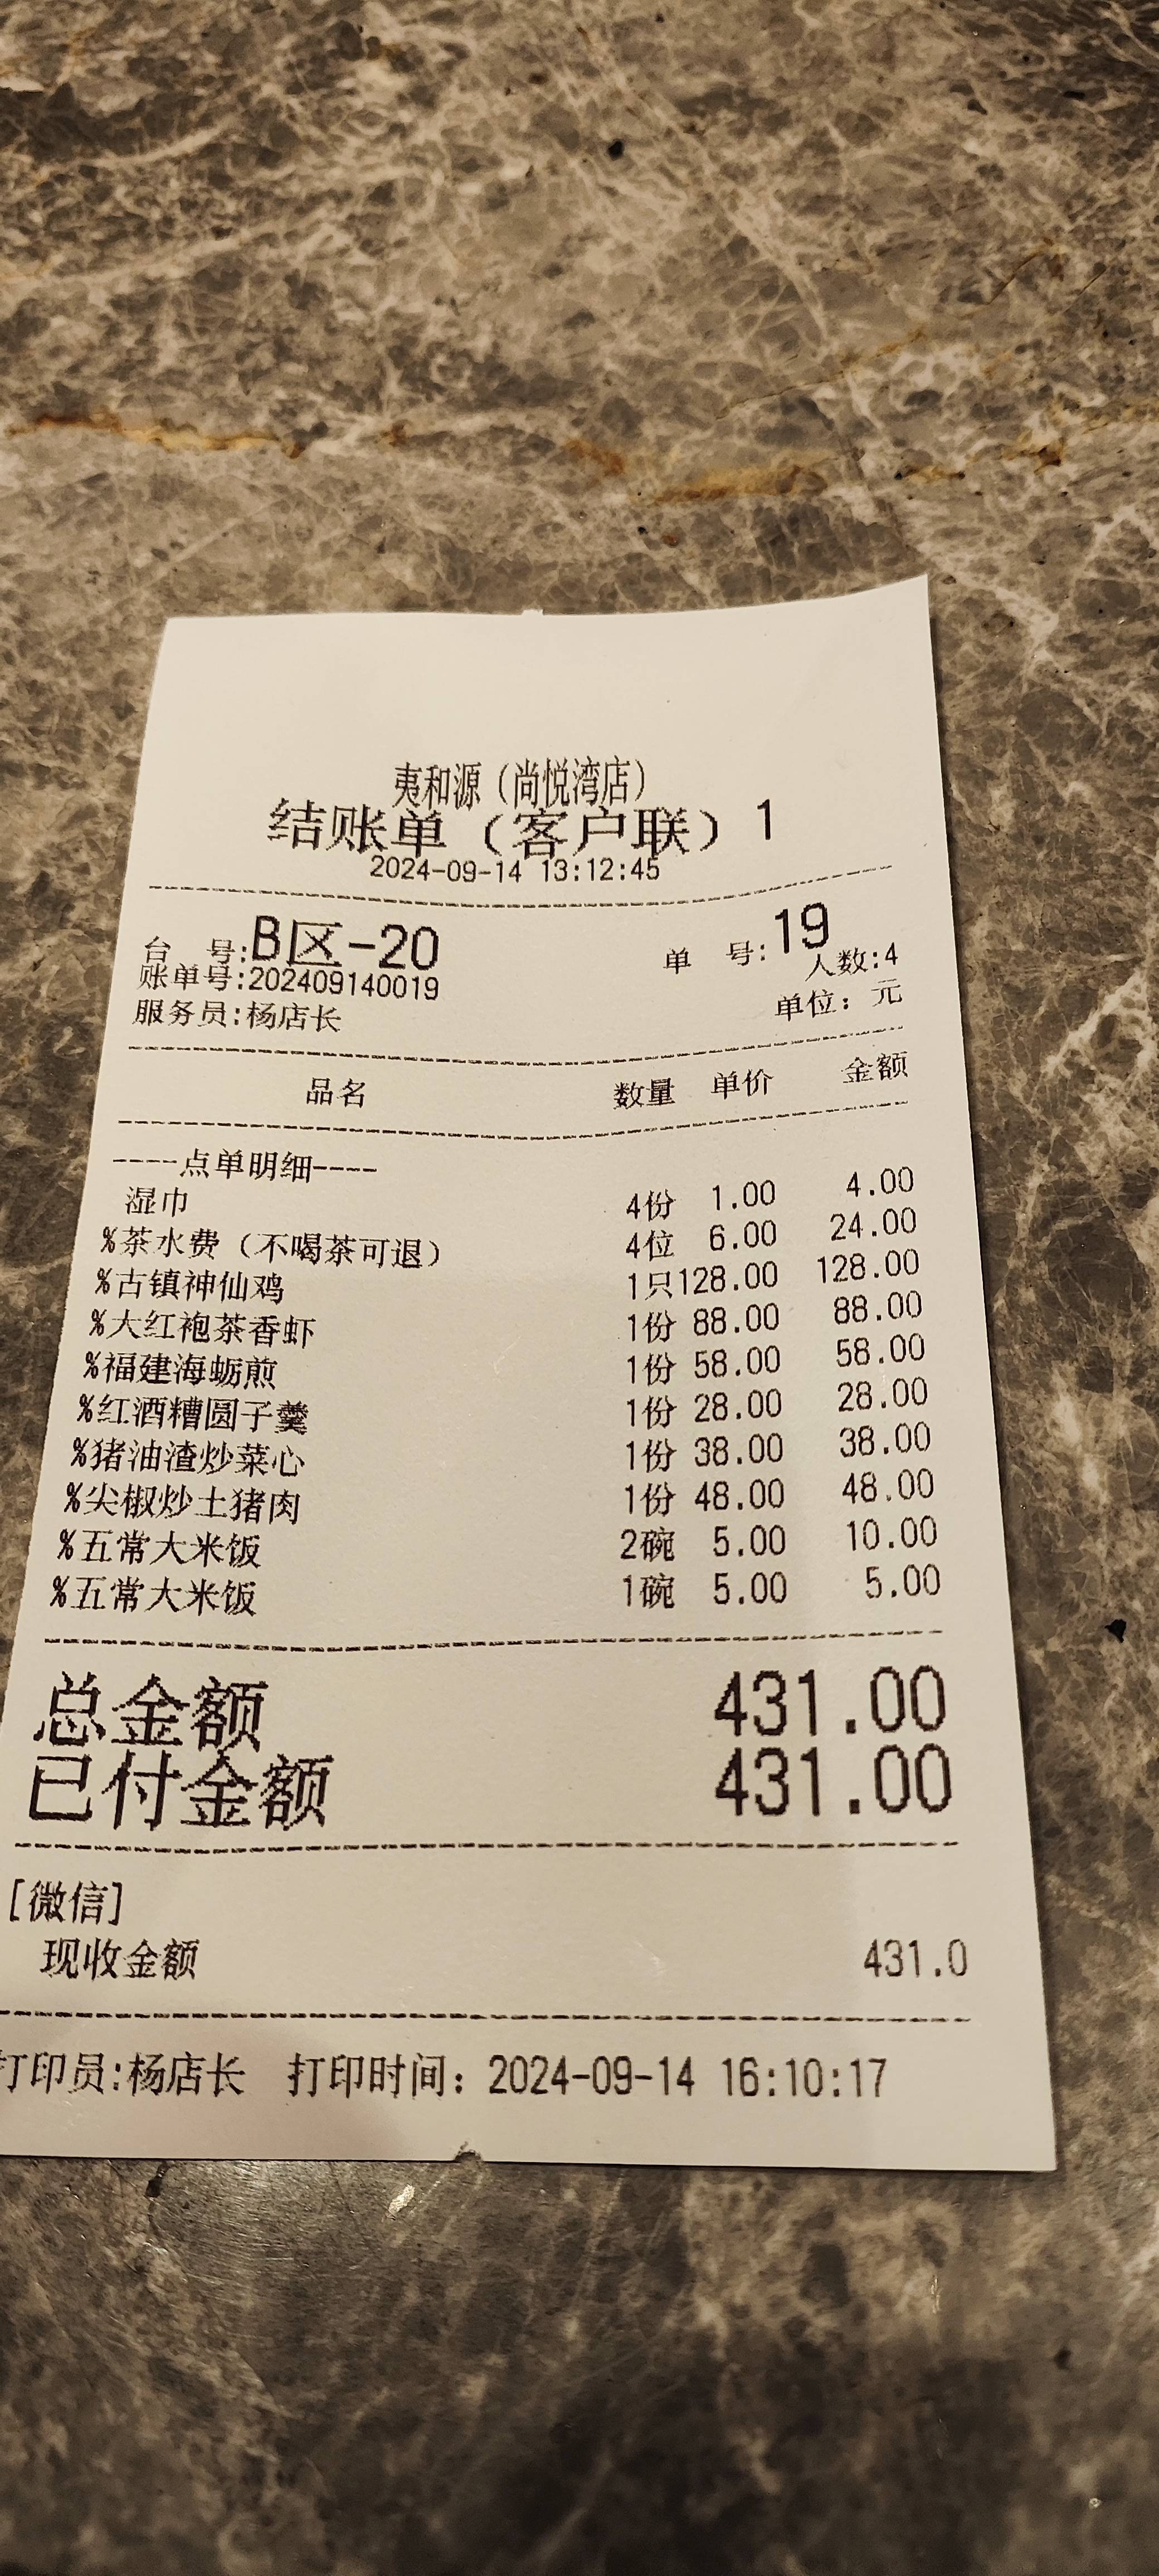 夷和源（尚悦湾店）
结账单（客户联）1
2024-09-14 13:12:45
台 号:B区-20 单 号:19
账单号:202409140019 人数:4
服务员:杨店长 单位：元
品名 数量 单价 金额
----点单明细----
湿巾 4份 1.00 4.00
%茶水费（不喝茶可退） 4位 6.00 24.00
%古镇神仙鸡 1只128.00 128.00
%大红袍茶香虾 1份 88.00 88.00
%福建海蛎煎 1份 58.00 58.00
%红酒糟圆子羹 1份 28.00 28.00
%猪油渣炒菜心 1份 38.00 38.00
%尖椒炒土猪肉 1份 48.00 48.00
%五常大米饭 2碗 5.00 10.00
%五常大米饭 1碗 5.00 5.00
总金额 431.00
已付金额 431.00
[微信]
现收金额 431.0
打印员:杨店长 打印时间：2024-09-14 16:10:17